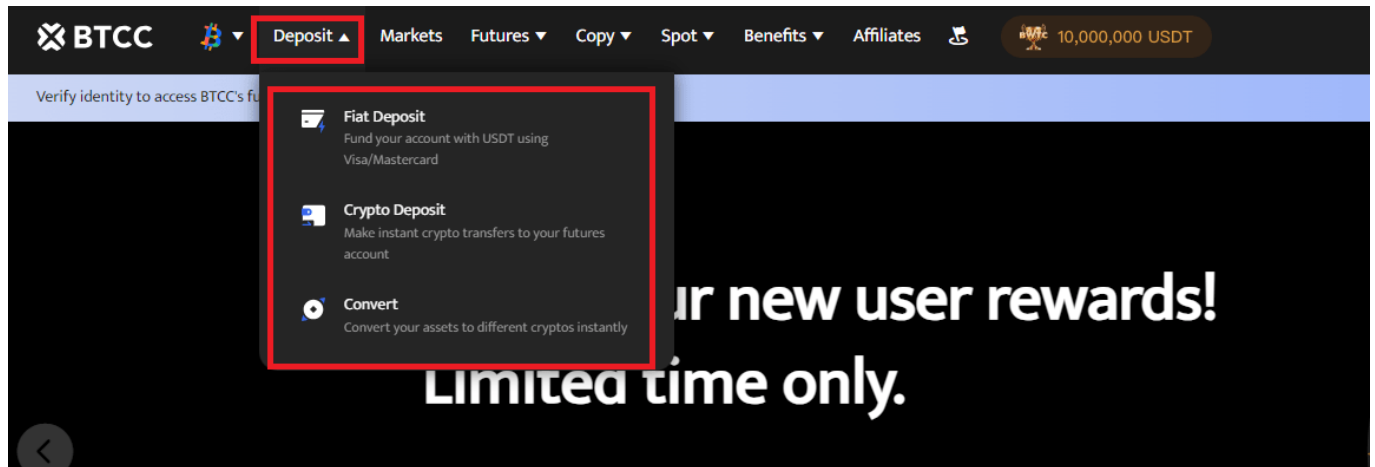 BTCC Deposit ▲ Markets Futures ▼ Copy ▼ Spot ▼ Benefits ▼ Affiliates 10,000,000 USDT
Verify identity to access BTCC's
Fiat Deposit
Fund your account with USDT using
Visa/Mastercard
Crypto Deposit
Make instant crypto transfers to your futures
account
Convert
Convert your assets to different cryptos instantly
new user rewards!
Limited time only.